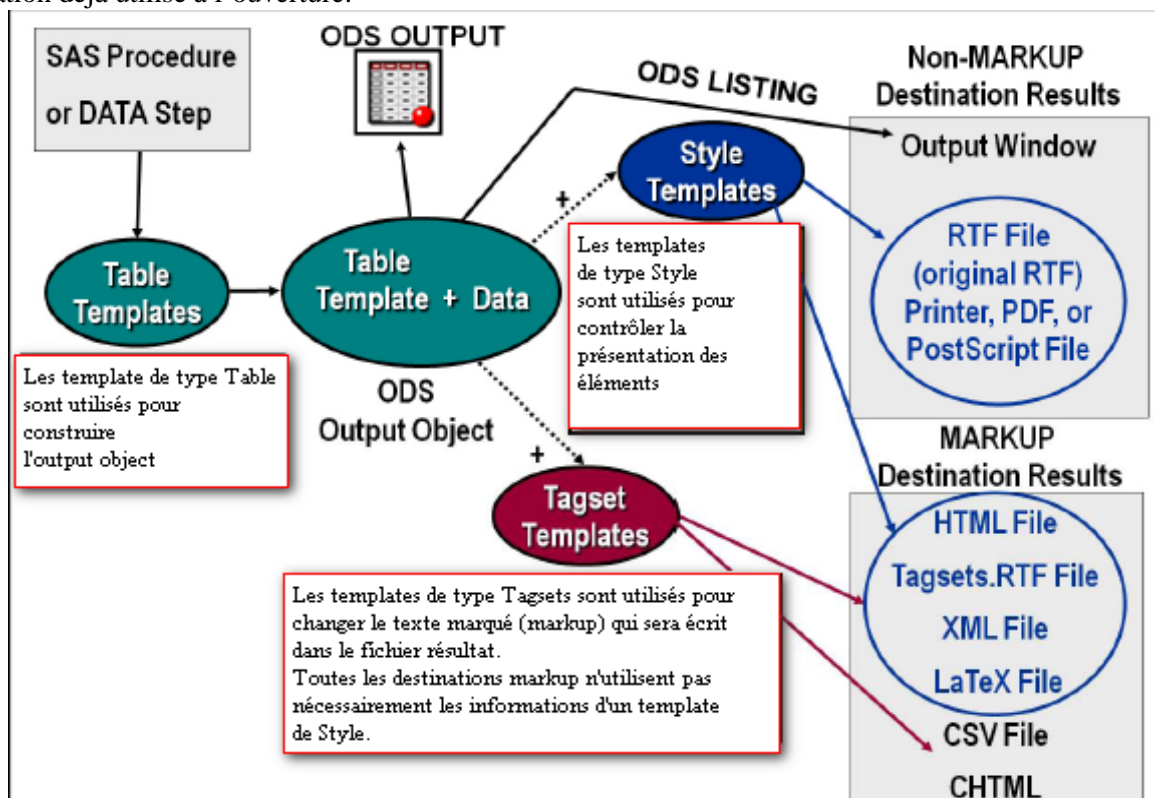 ation déjà utilisé à l'ouverture.
SAS Procedure
or DATA Step
ODS OUTPUT
ODS LISTING
Non-MARKUP
Destination Results
Output Window
Style
Templates
+
RTF File
(original RTF)
Printer, PDF, or
PostScript File
Table
Templates
Table
Template + Data
Les templates
de type Style
sont utilisés pour
contrôler la
présentation des
éléments
Les template de type Table
sont utilisés pour
construire
l'output object
ODS
Output Object
+
MARKUP
Destination Results
Tagset
Templates
HTML File
Tagsets.RTF File
XML File
LaTeX File
CSV File
CHTML
Les templates de type Tagsets sont utilisés pour
changer le texte marqué (markup) qui sera écrit
dans le fichier résultat.
Toutes les destinations markup n'utilisent pas
nécessairement les informations d'un template
de Style.